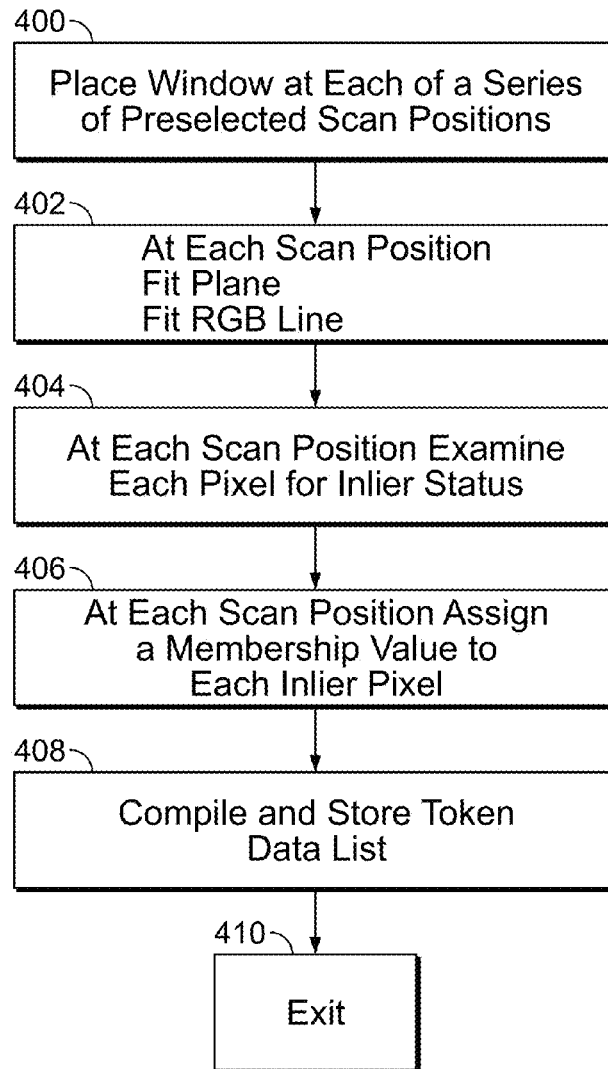 400
Place Window at Each of a Series
of Preselected Scan Positions
402
At Each Scan Position
Fit Plane
Fit RGB Line
404
At Each Scan Position Examine
Each Pixel for Inlier Status
406
At Each Scan Position Assign
a Membership Value to
Each Inlier Pixel
408
Compile and Store Token
Data List
410
Exit